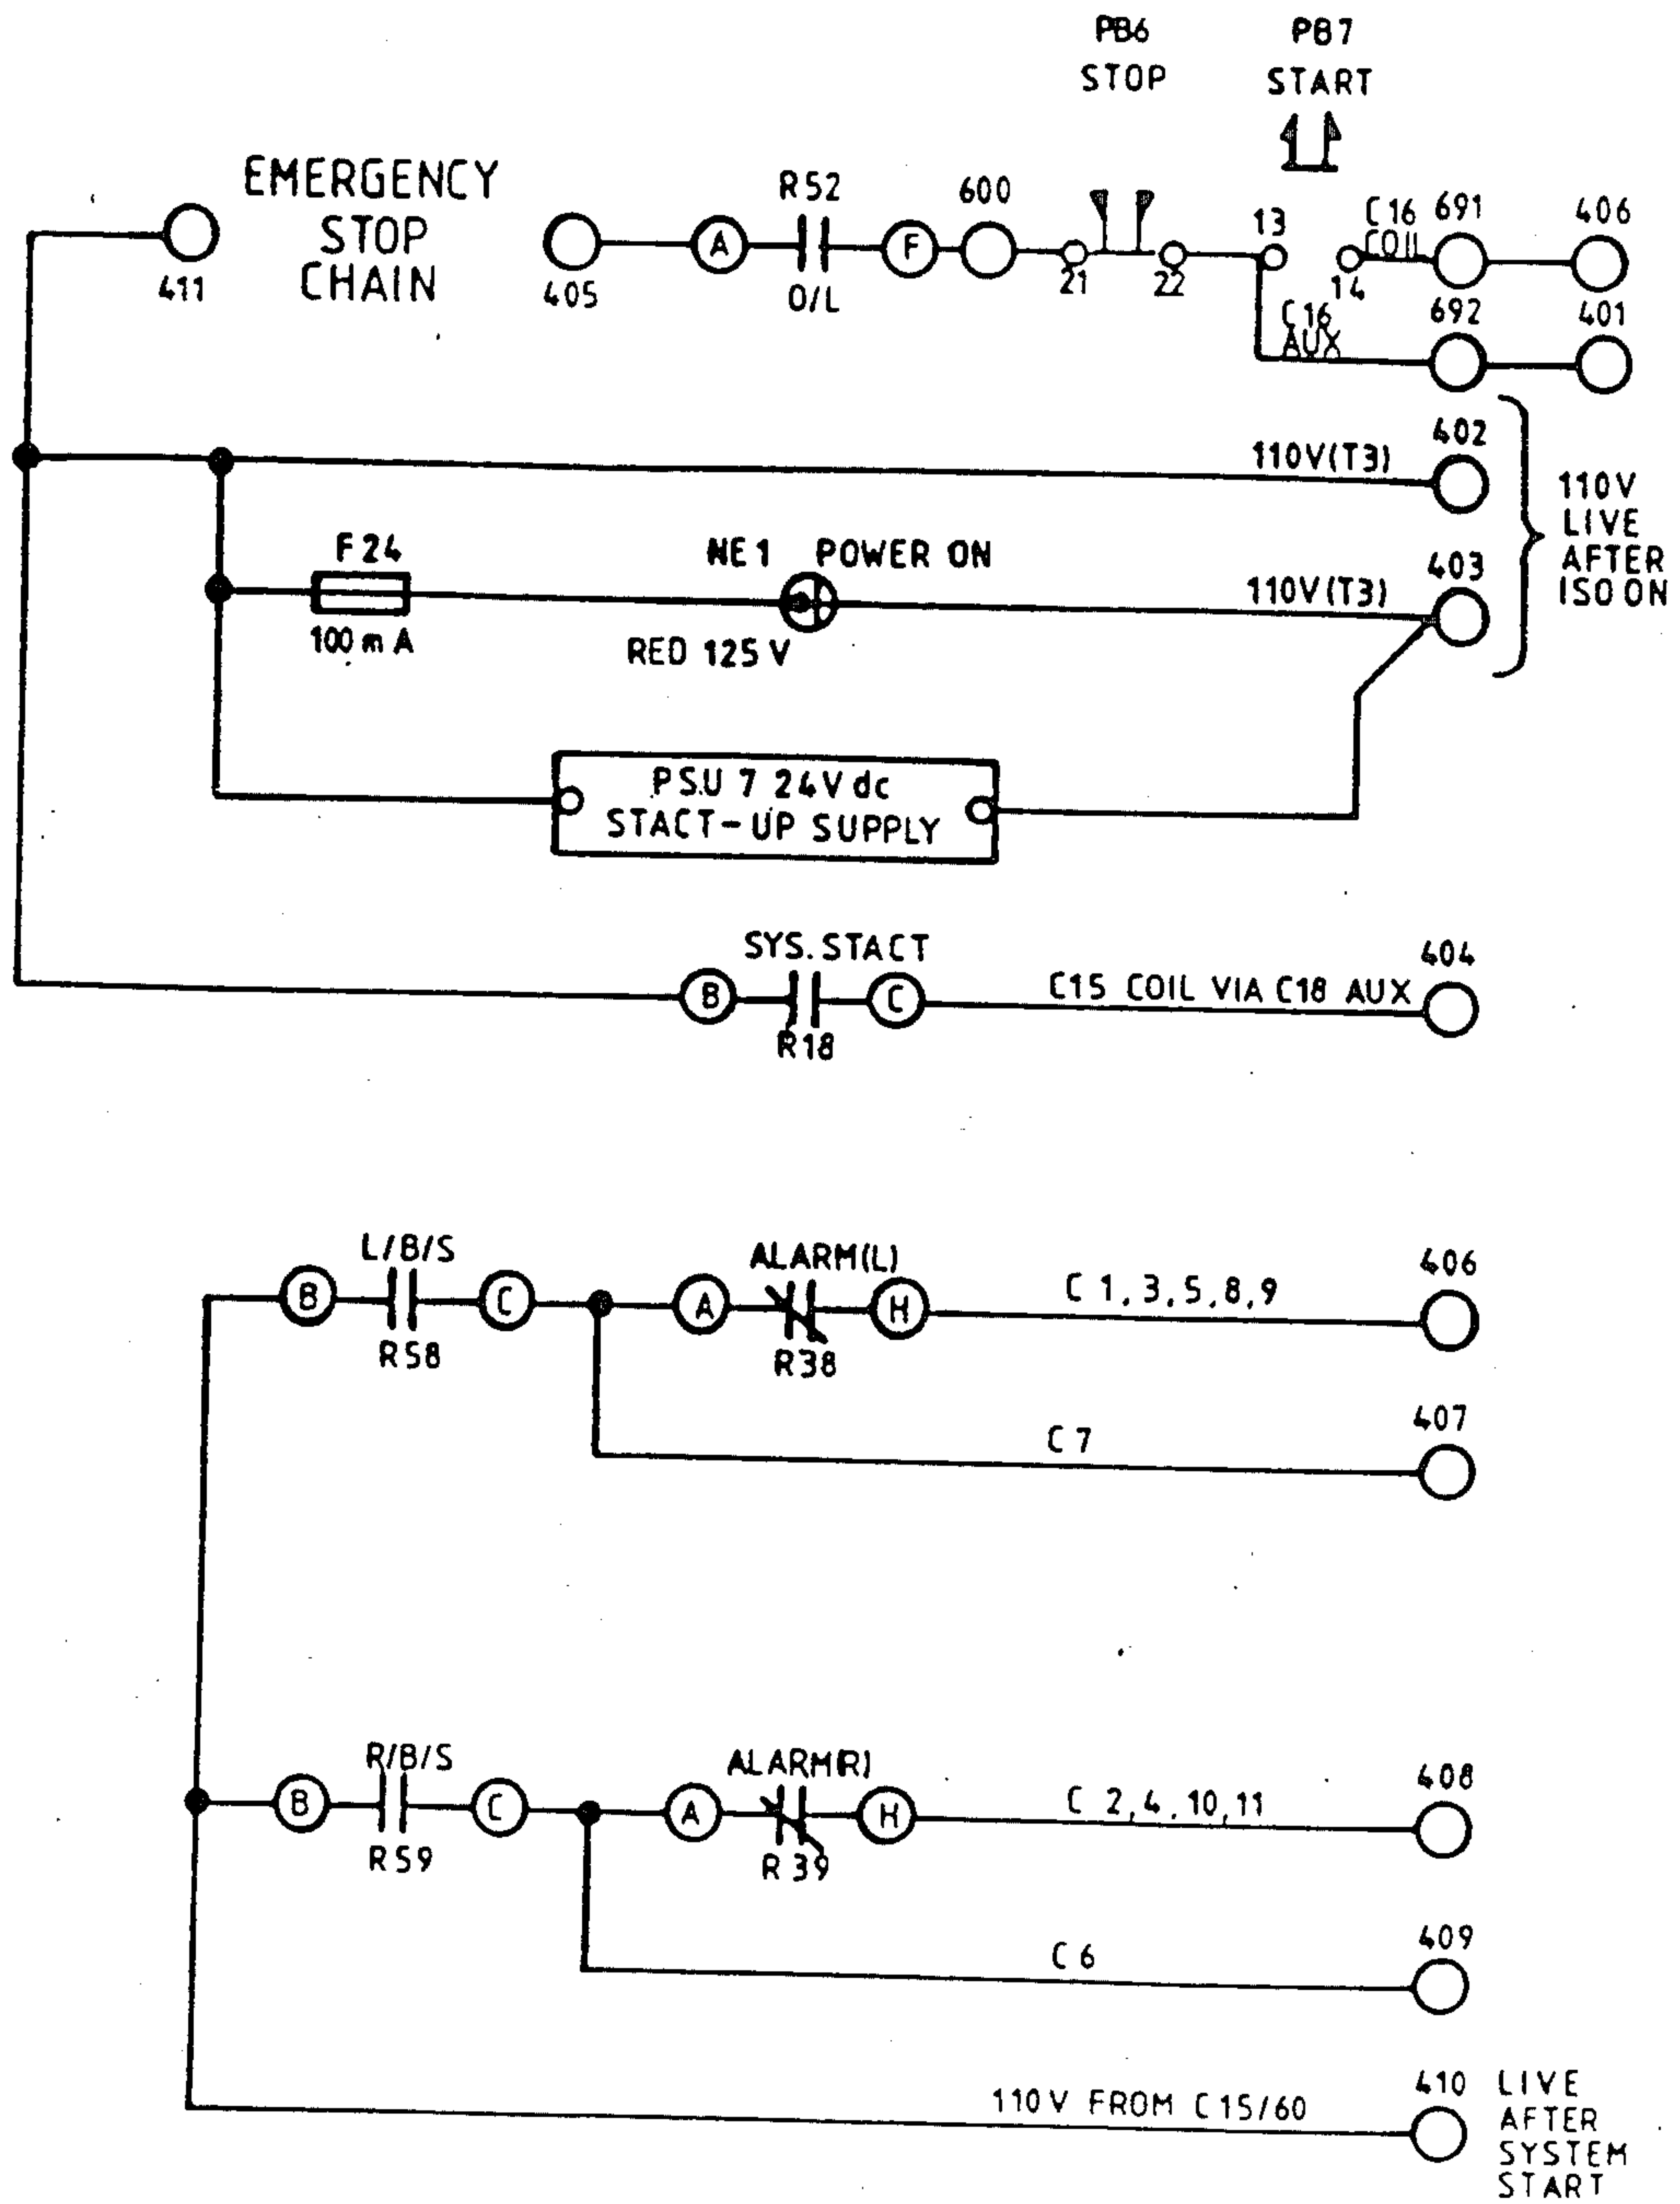 PB6
STOP
PB7
START
EMERGENCY
STOP
CHAIN
411
405
A
R52
O/L
F
600
21
22
13
14
C16
COIL
691
406
C16
AUX
692
401
110V(T3)
402
F24
100mA
NE1 POWER ON
RED 125V
110V(T3)
403
110V
LIVE
AFTER
ISO ON
PSU 7 24V dc
STACT-UP SUPPLY
SYS. STACT
B
C
R18
C15 COIL VIA C18 AUX
404
L/B/S
B
C
R58
ALARM(L)
A
H
R38
C 1,3,5,8,9
406
C 7
407
R/B/S
B
C
R59
ALARM(R)
A
H
R39
C 2,4,10,11
408
C 6
409
110V FROM C15/60
410
LIVE
AFTER
SYSTEM
START